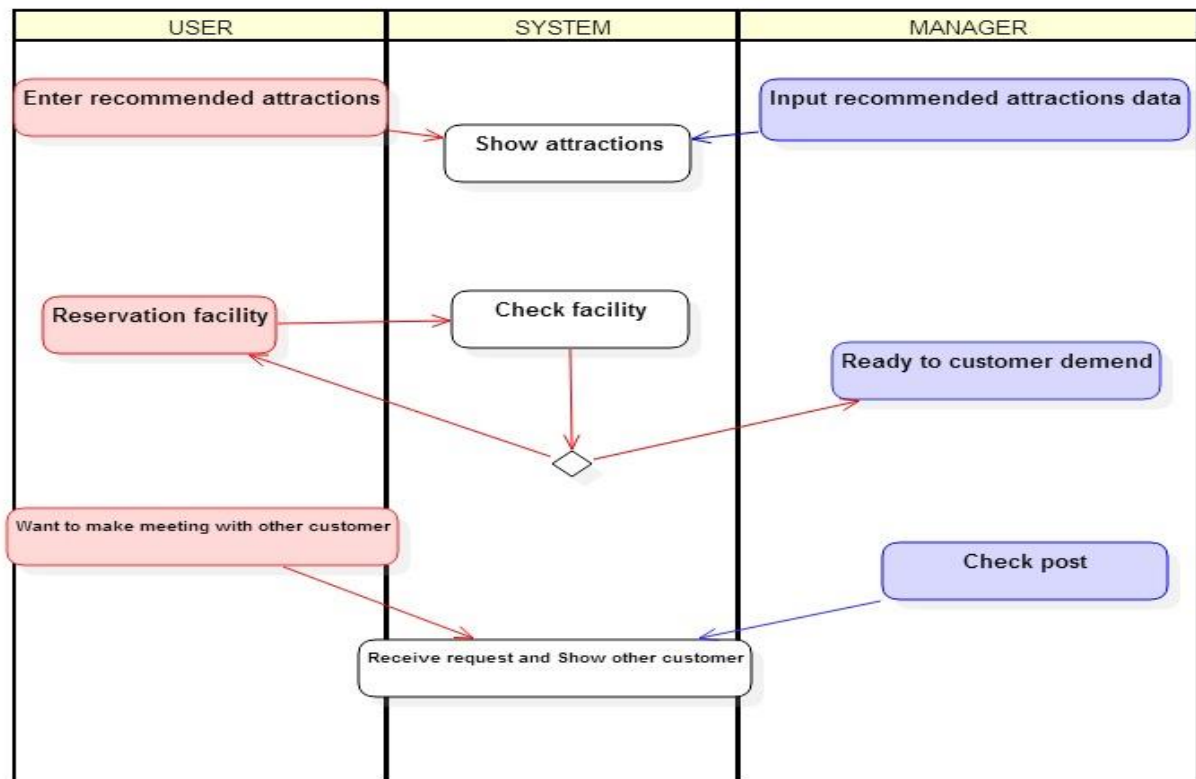 USER
SYSTEM
MANAGER
Enter recommended attractions
Input recommended attractions data
Show attractions
Reservation facility
Check facility
Ready to customer demend
Want to make meeting with other customer
Check post
Receive request and Show other customer